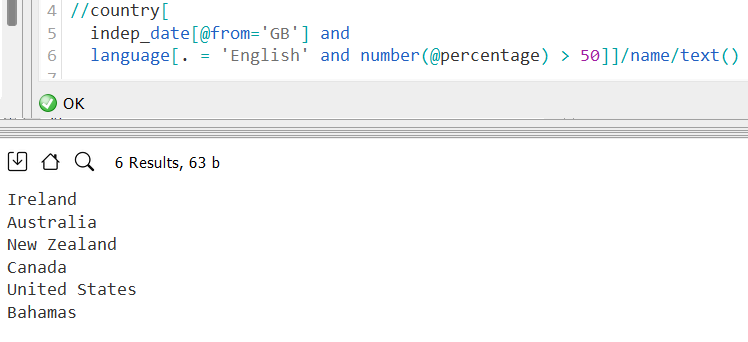 4 //country[
5 indep_date[@from='GB'] and
6 language[. = 'English' and number(@percentage) > 50]]/name/text()
7
OK
6 Results, 63 b
Ireland
Australia
New Zealand
Canada
United States
Bahamas